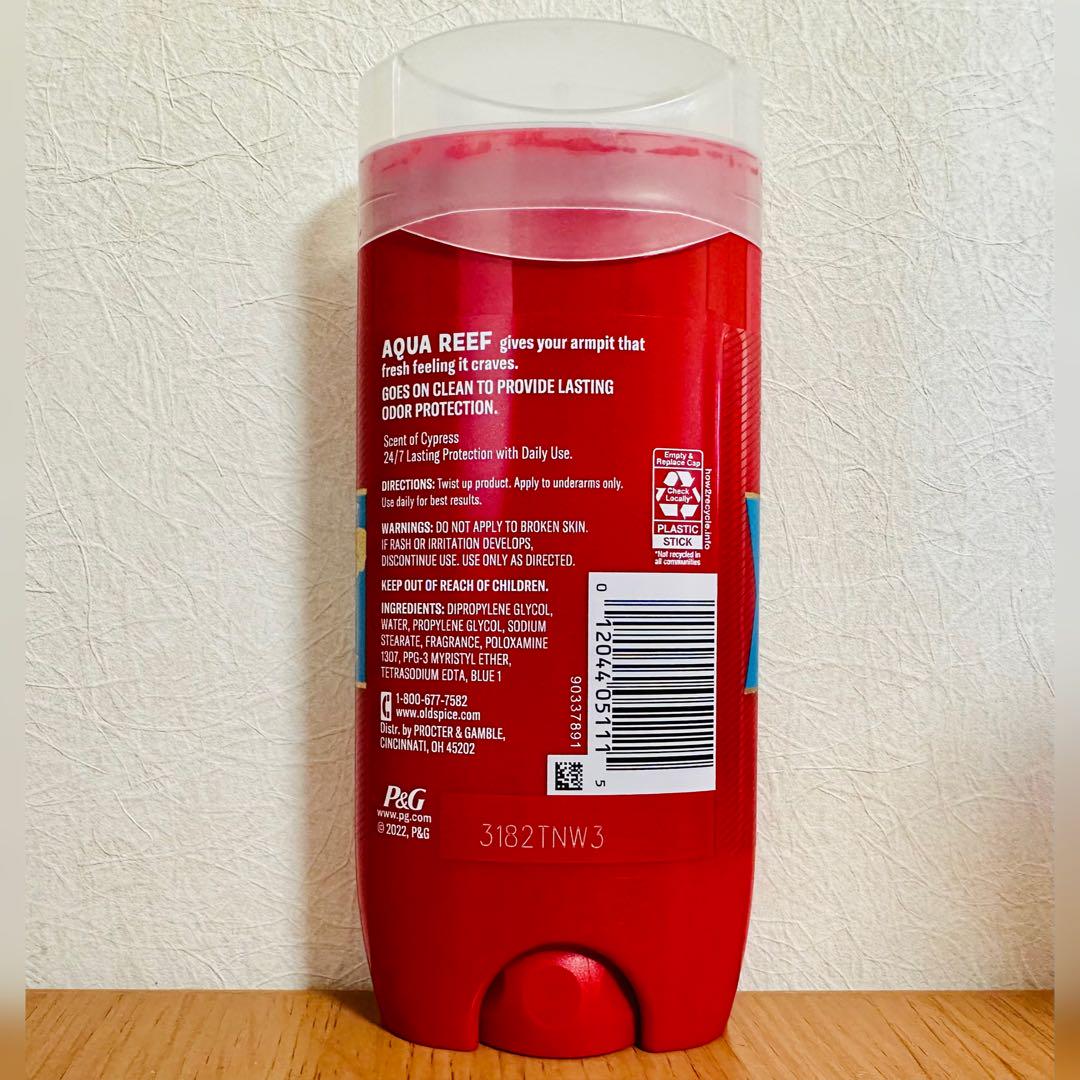 AQUA REEF gives your armpit that
fresh feeling it craves.
GOES ON CLEAN TO PROVIDE LASTING
ODOR PROTECTION.
Scent of Cypress
24/7 Lasting Protection with Daily Use.
DIRECTIONS: Twist up product. Apply to underarms only.
Use daily for best results.
WARNINGS: DO NOT APPLY TO BROKEN SKIN.
IF RASH OR IRRITATION DEVELOPS,
DISCONTINUE USE. USE ONLY AS DIRECTED.
KEEP OUT OF REACH OF CHILDREN.
INGREDIENTS: DIPROPYLENE GLYCOL,
WATER, PROPYLENE GLYCOL, SODIUM
STEARATE, FRAGRANCE, POLOXAMINE
1307, PPG-3 MYRISTYL ETHER,
TETRASODIUM EDTA, BLUE 1
1-800-677-7582
www.oldspice.com
Distr. by PROCTER & GAMBLE,
CINCINNATI, OH 45202
P&G
www.pg.com
© 2022, P&G
Empty &
Replace Cap
Check
Locally*
PLASTIC
STICK
*Not recycled in
all communities
how2recycle.info
0 12044 05111 5
90337891
3182TNW3